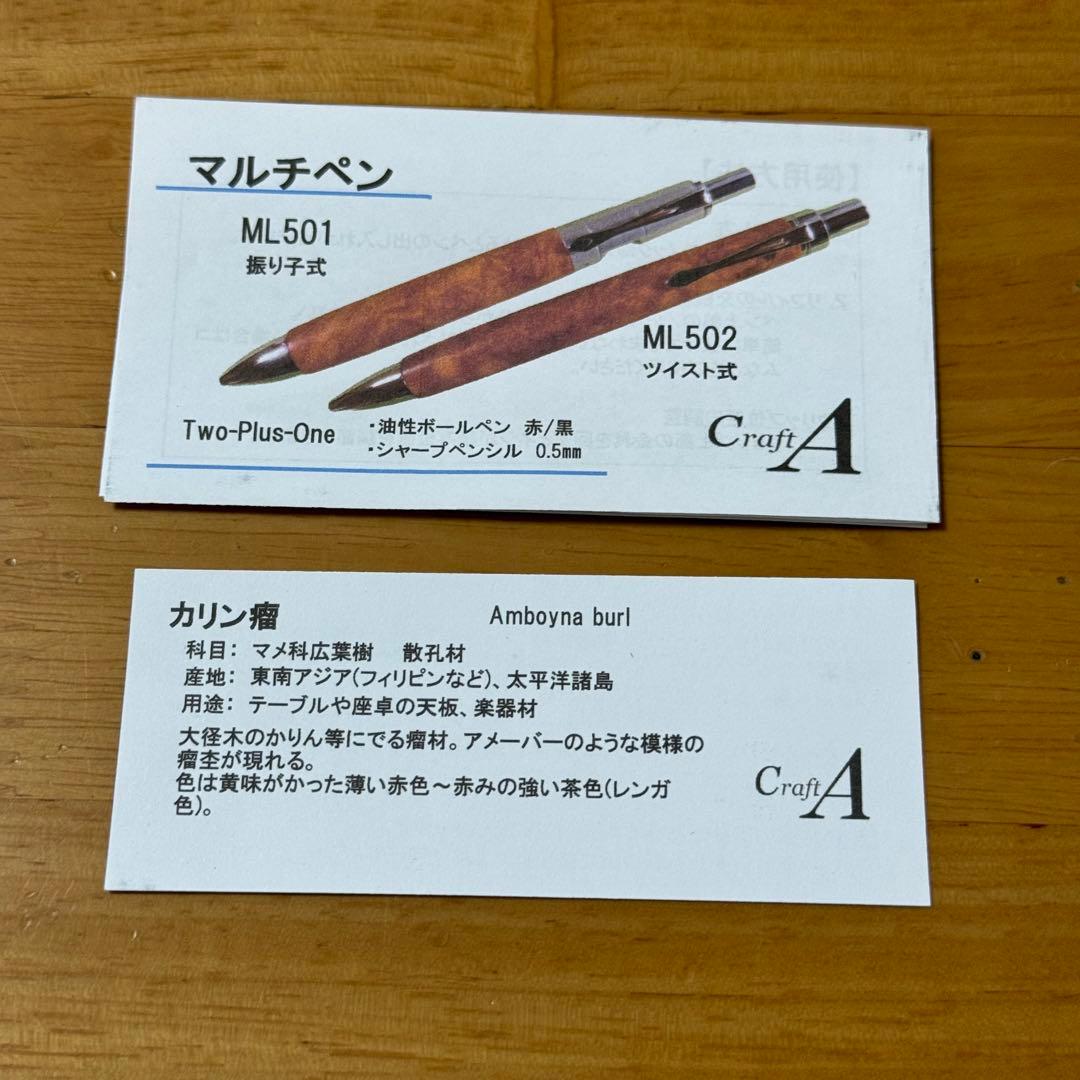 マルチペン
ML501
振り子式
ML502
ツイスト式
Two-Plus-One
・油性ボールペン 赤/黒
・シャープペンシル 0.5mm
Craft A
カリン瘤 Amboyna burl
科目： マメ科広葉樹 散孔材
産地： 東南アジア(フィリピンなど)、太平洋諸島
用途： テーブルや座卓の天板、楽器材
大径木のかりん等にでる瘤材。アメーバーのような模様の
瘤杢が現れる。
色は黄味がかった薄い赤色～赤みの強い茶色(レンガ
色)。
Craft A